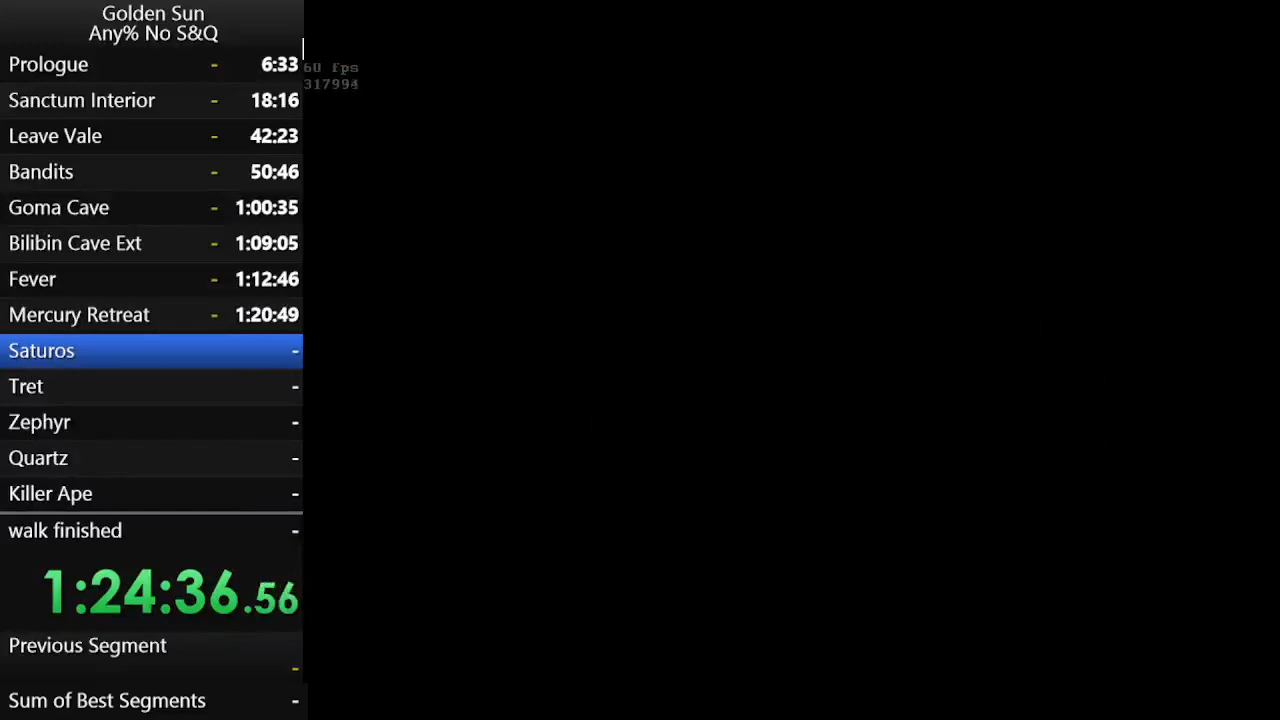 Golden Sun
Any% No S&Q
Prologue - 6:33
60 fps
317994
Sanctum Interior - 18:16
Leave Vale - 42:23
Bandits - 50:46
Goma Cave - 1:00:35
Bilibin Cave Ext - 1:09:05
Fever - 1:12:46
Mercury Retreat - 1:20:49
Saturos -
Tret -
Zephyr -
Quartz -
Killer Ape -
walk finished -
1:24:36.56
Previous Segment
-
Sum of Best Segments -